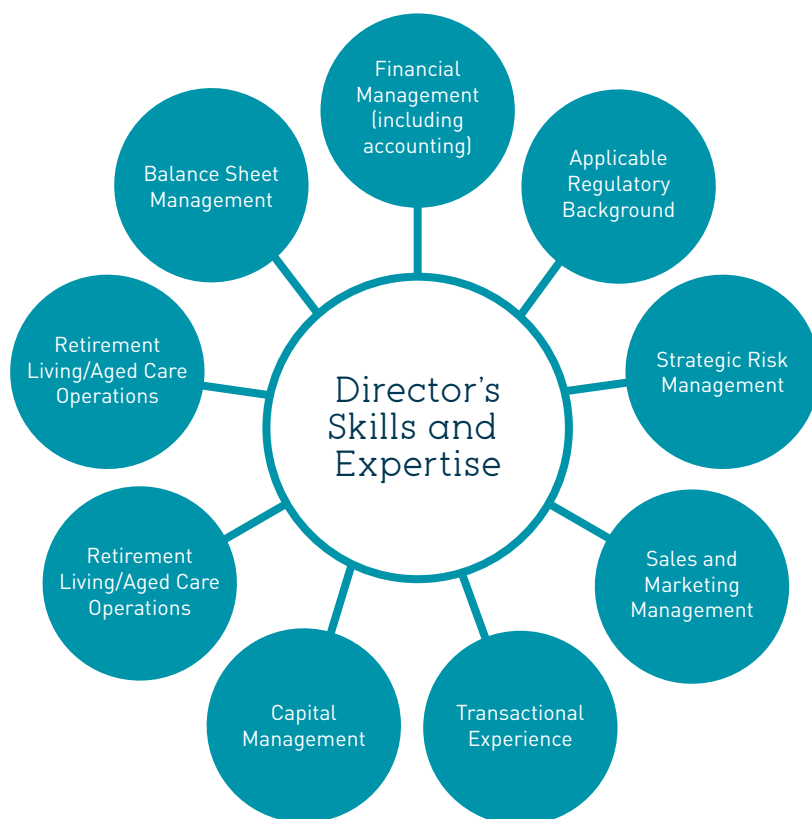 Financial
Management
(including
accounting)
Applicable
Regulatory
Background
Strategic Risk
Management
Sales and
Marketing
Management
Transactional
Experience
Capital
Management
Retirement
Living/Aged Care
Operations
Retirement
Living/Aged Care
Operations
Balance Sheet
Management
Director's
Skills and
Expertise